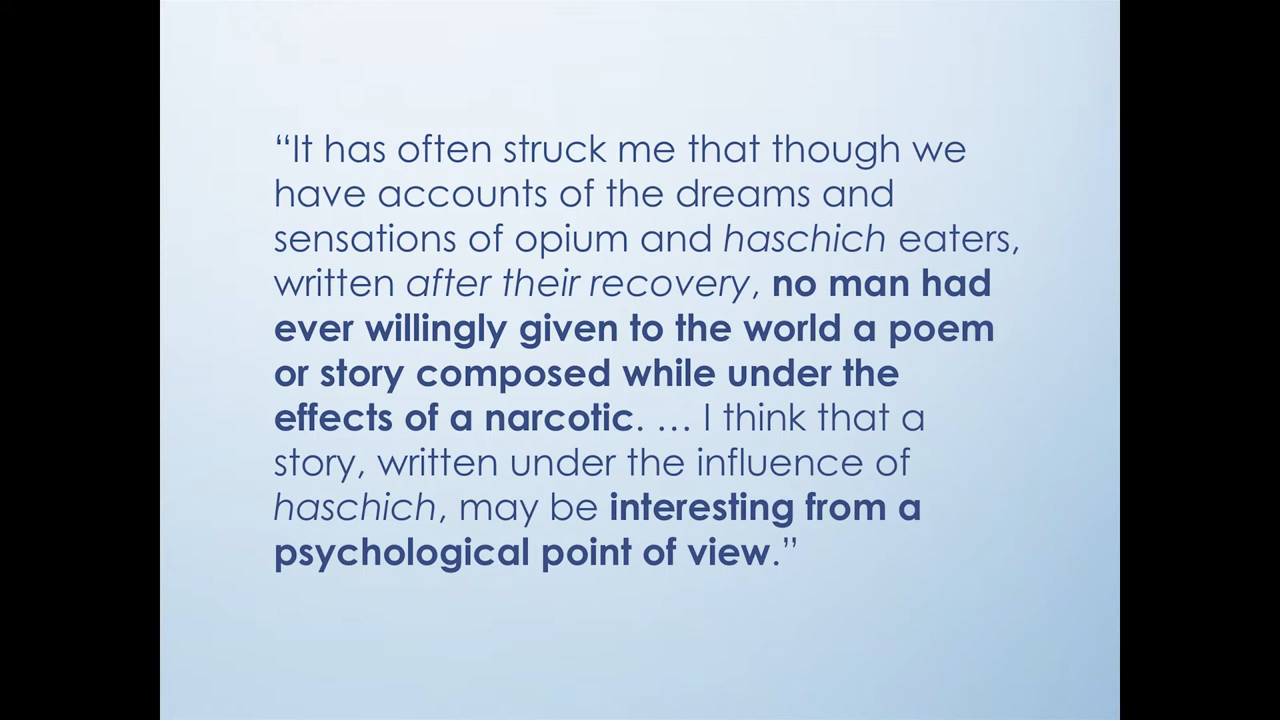 “It has often struck me that though we
have accounts of the dreams and
sensations of opium and haschich eaters,
written after their recovery, no man had
ever willingly given to the world a poem
or story composed while under the
effects of a narcotic. … I think that a
story, written under the influence of
haschich, may be interesting from a
psychological point of view.”